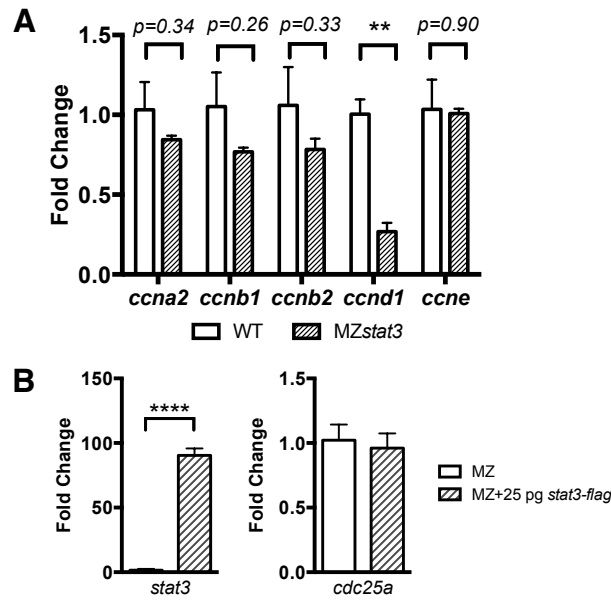 A
p=0.34 p=0.26 p=0.33 ** p=0.90
1.5
1.0
0.5
0.0
Fold Change
ccna2 ccnb1 ccnb2 ccnd1 ccne
WT MZstat3
B
150
100
50
0
Fold Change
****
stat3
1.5
1.0
0.5
0.0
Fold Change
cdc25a
MZ
MZ+25 pg stat3-flag